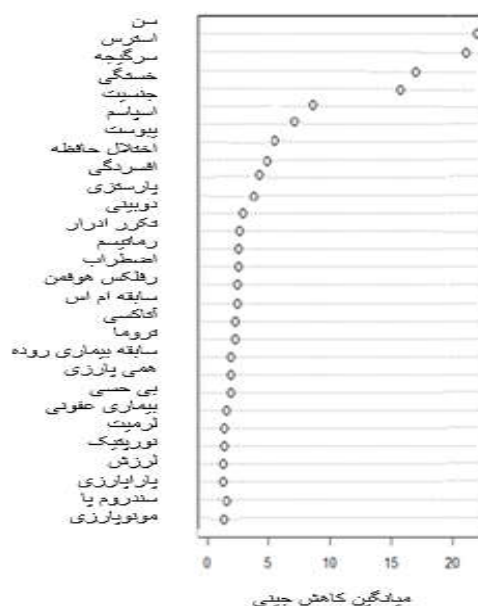 سن
استرس
سرگیجه
خستگی
جنسیت
اسپاسم
یبوست
اختلال حافظه
افسردگی
پارستزی
دوبینی
تکرر ادرار
رماتیسم
اضطراب
رفلکس هوفمن
سابقه ام اس
آتاکسی
تروما
سابقه بیماری روده
همی پارزی
بی حسی
بیماری عفونی
لرمیت
نوریتیک
لرزش
پاراپارزی
سندروم پا
مونوپارزی
0 5 10 15 20
میانگین کاهش جینی